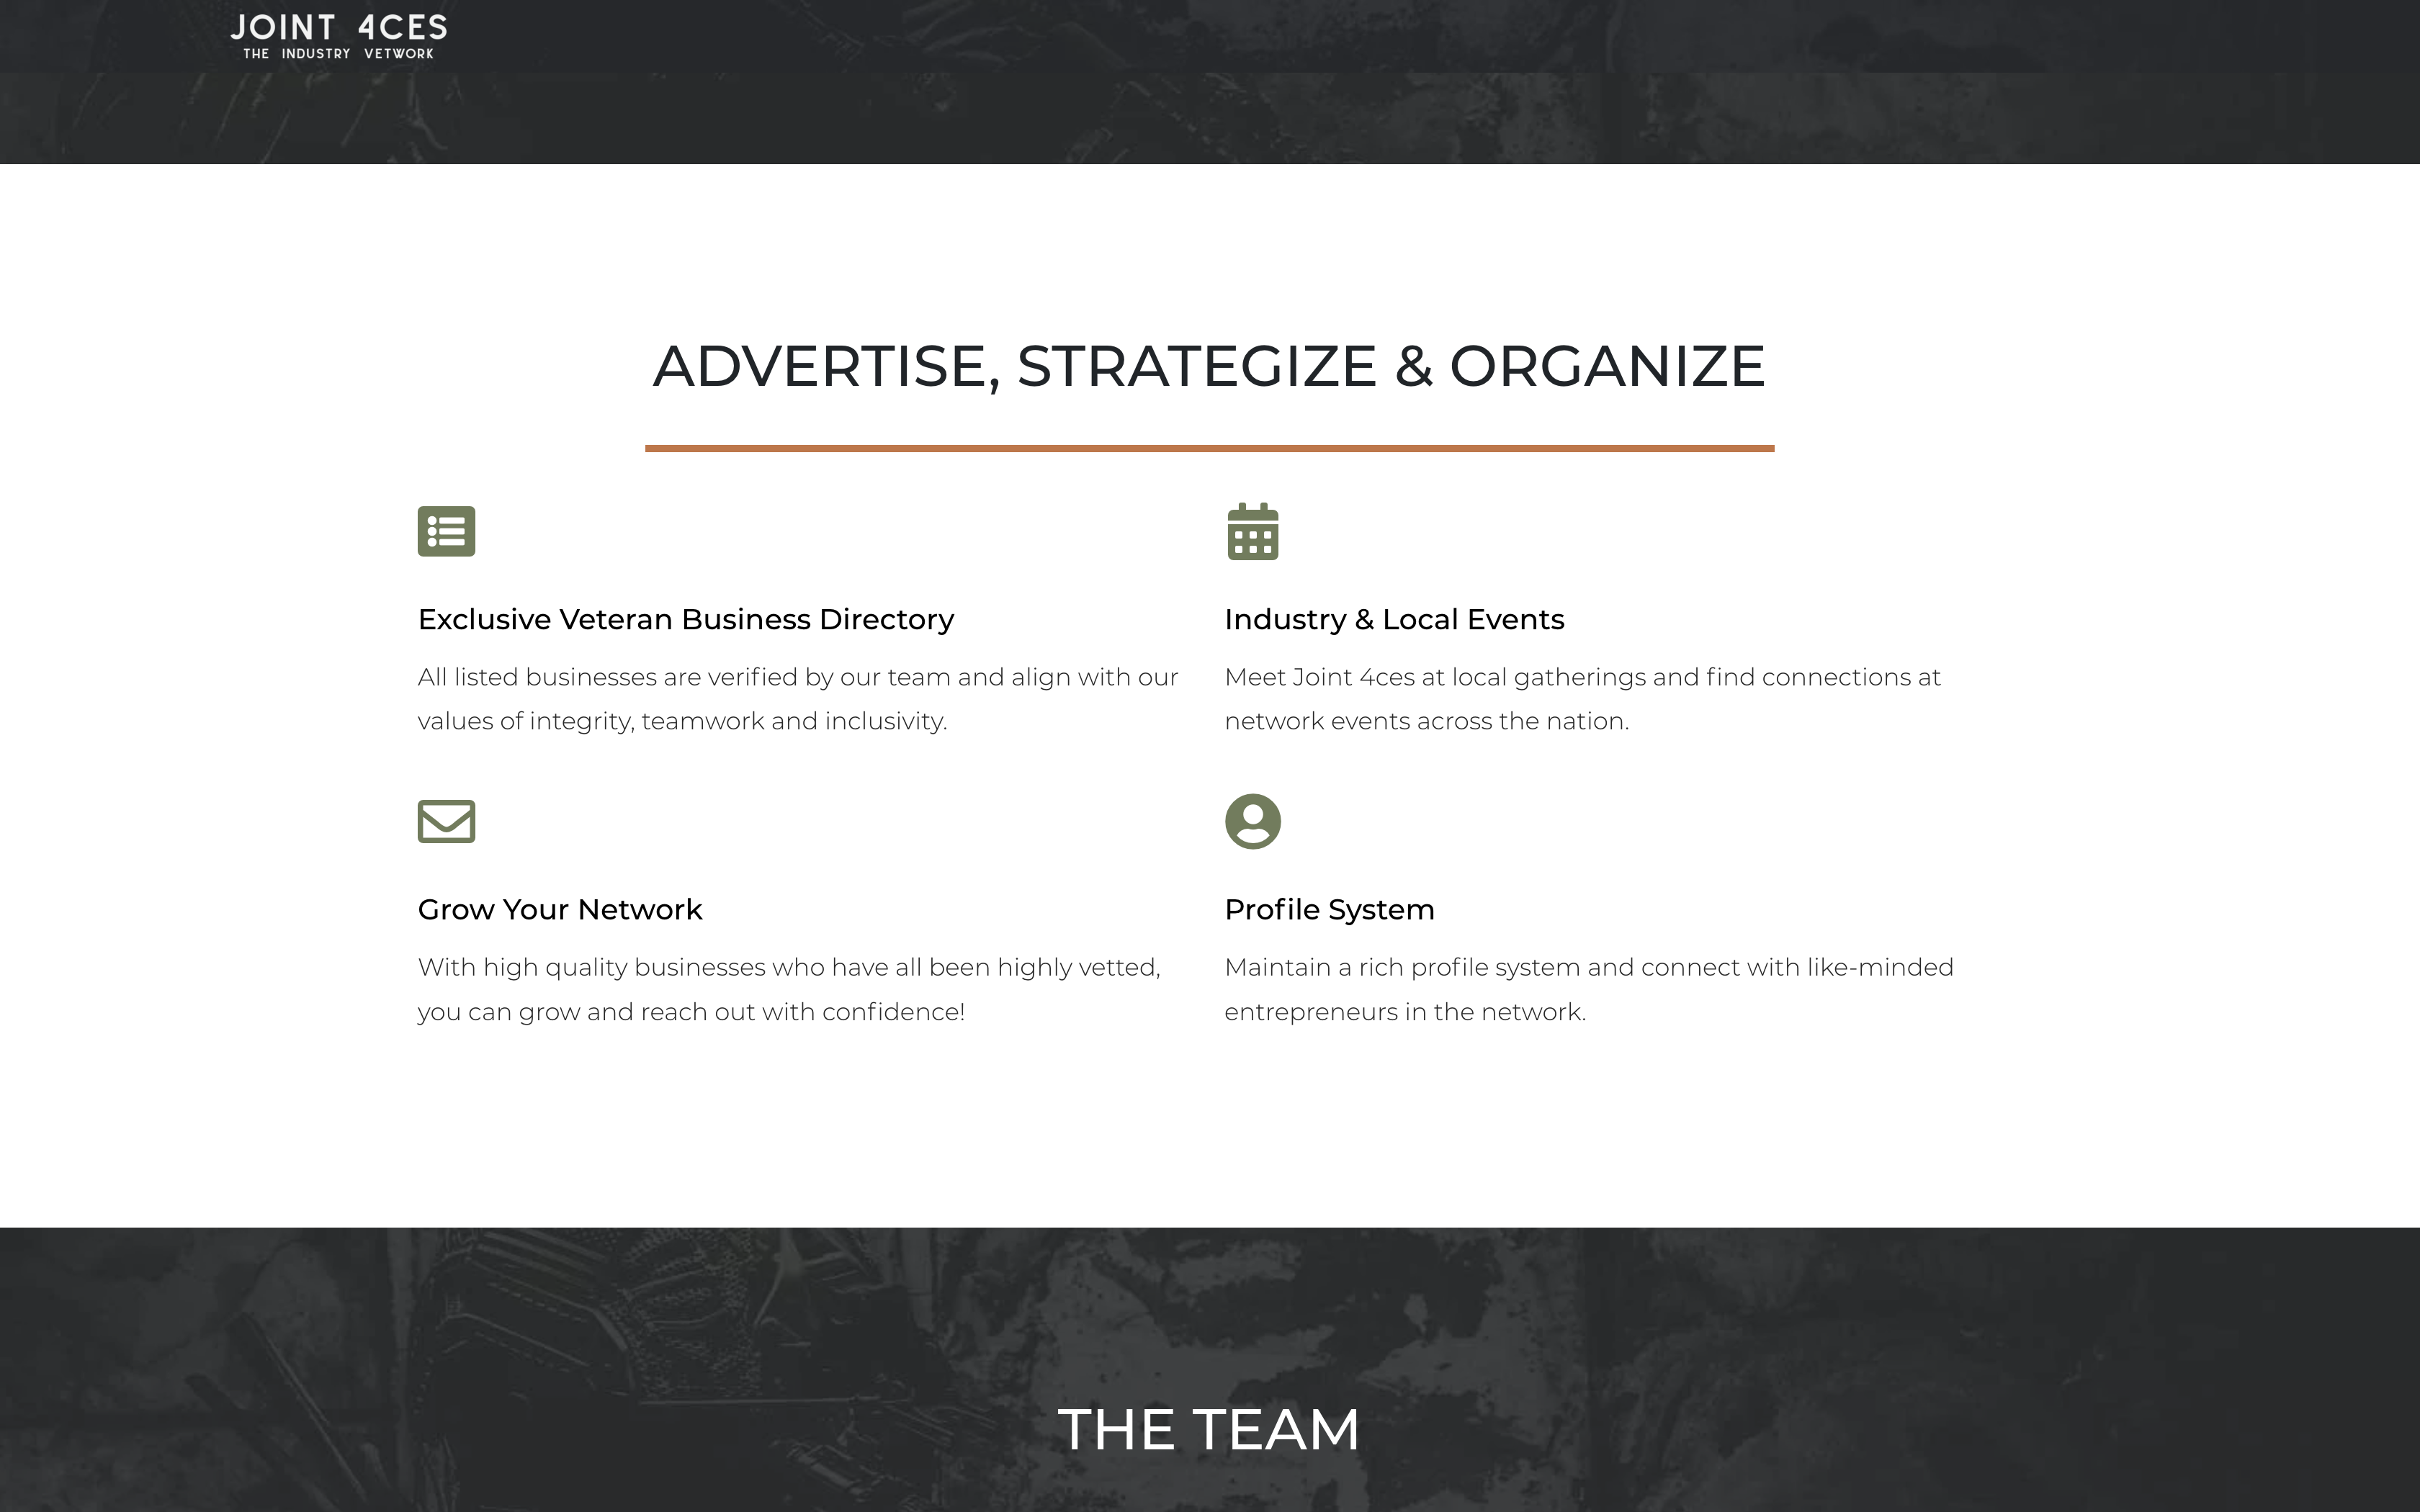 JOINT 4CES
THE INDUSTRY VETWORK
ADVERTISE, STRATEGIZE & ORGANIZE
Exclusive Veteran Business Directory
All listed businesses are verified by our team and align with our
values of integrity, teamwork and inclusivity.
Industry & Local Events
Meet Joint 4ces at local gatherings and find connections at
network events across the nation.
Grow Your Network
With high quality businesses who have all been highly vetted,
you can grow and reach out with confidence!
Profile System
Maintain a rich profile system and connect with like-minded
entrepreneurs in the network.
THE TEAM